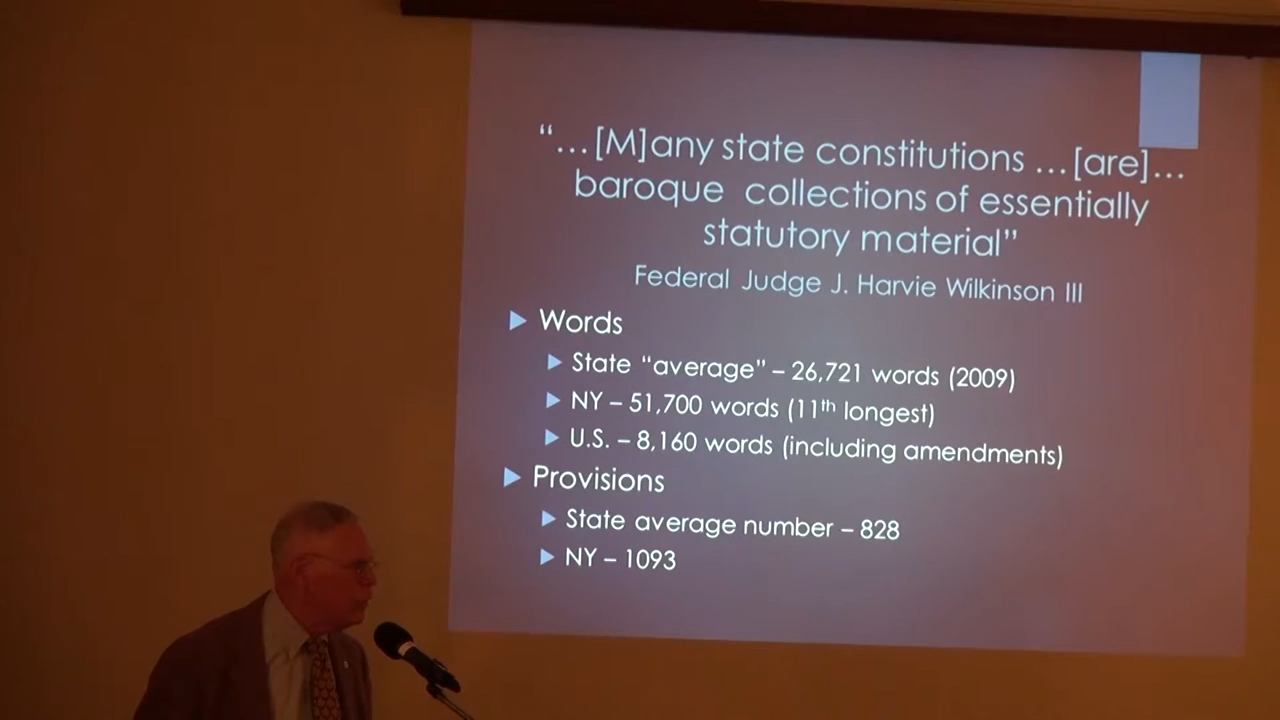 “…[M]any state constitutions …[are]…
baroque collections of essentially
statutory material”
Federal Judge J. Harvie Wilkinson III
Words
State “average” – 26,721 words (2009)
NY – 51,700 words (11th longest)
U.S. – 8,160 words (including amendments)
Provisions
State average number – 828
NY – 1093